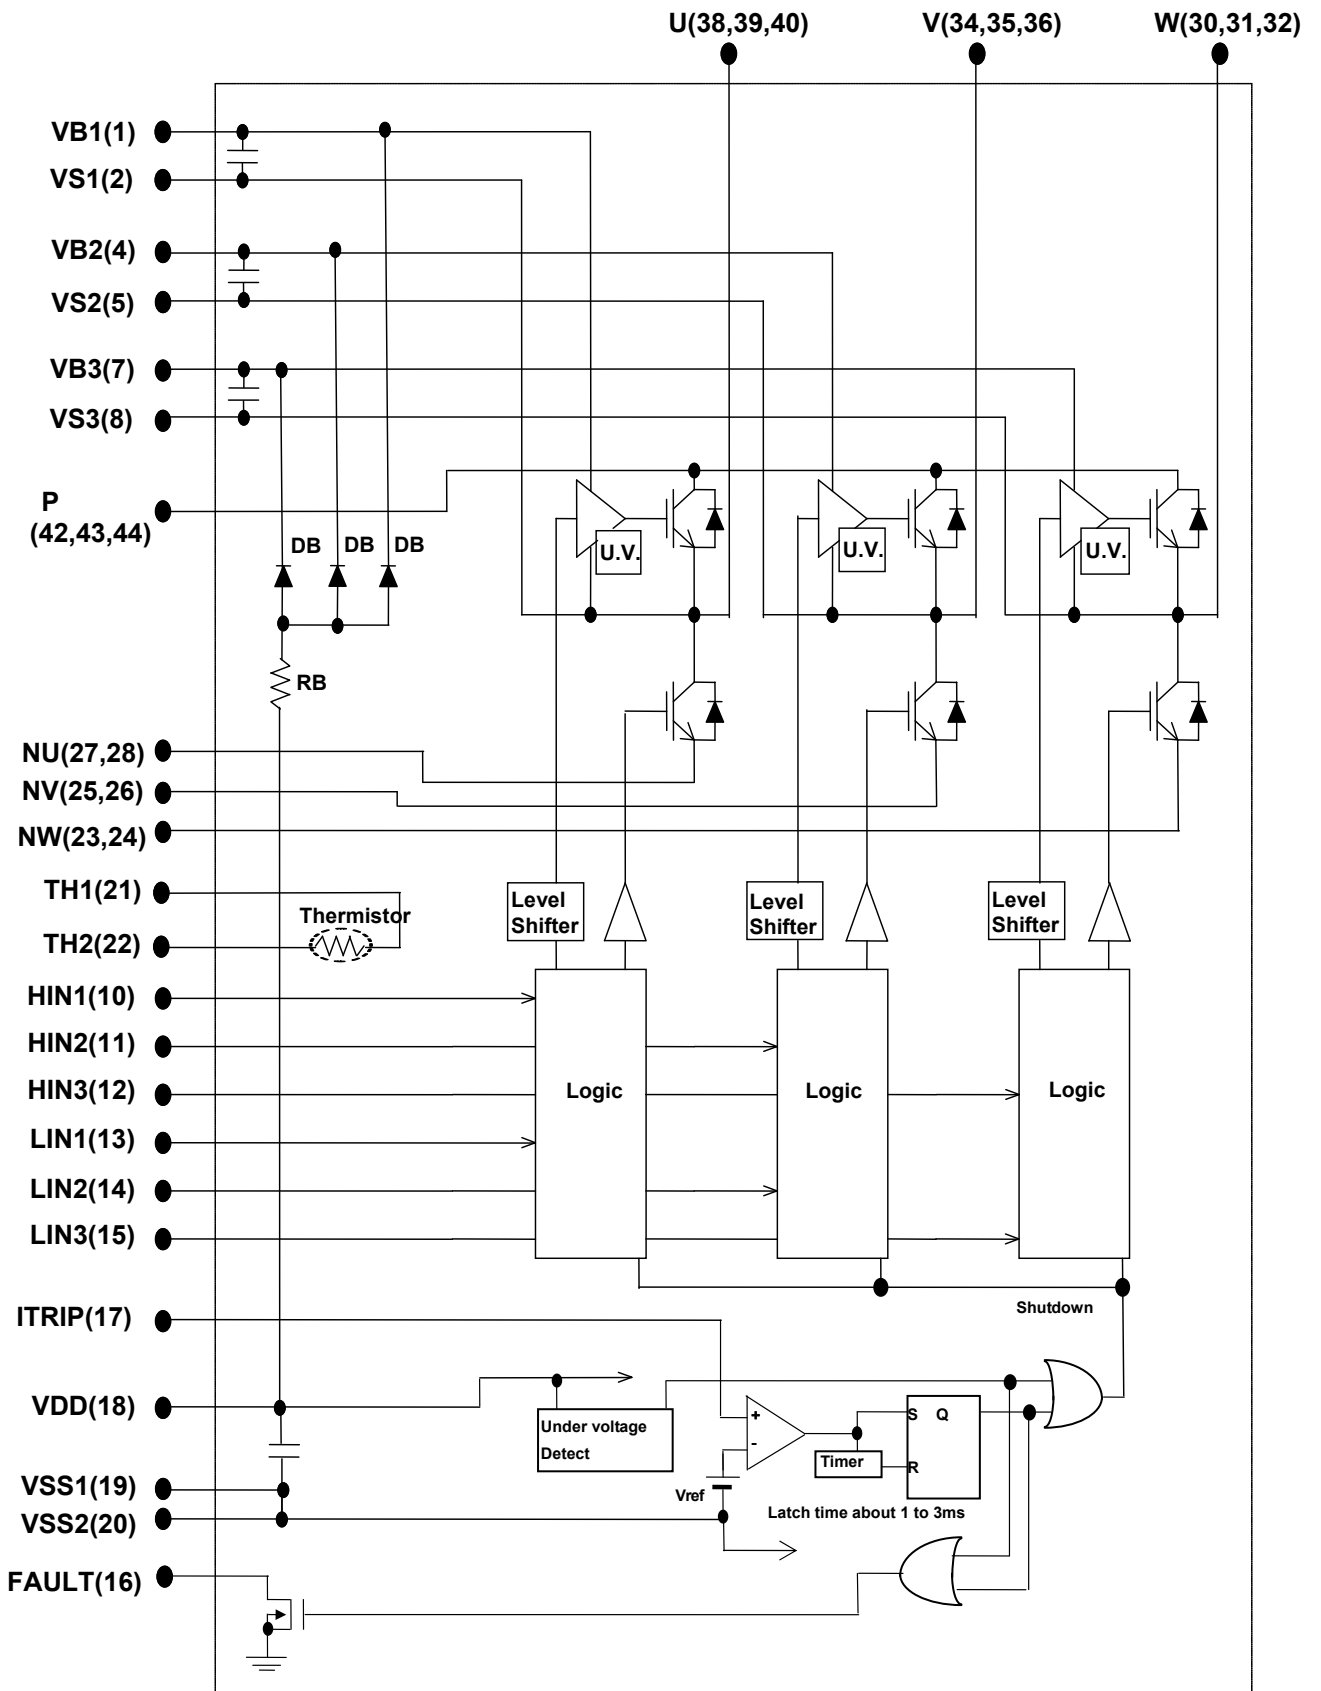 U(38,39,40) V(34,35,36) W(30,31,32)
VB1(1)
VS1(2)
VB2(4)
VS2(5)
VB3(7)
VS3(8)
P
(42,43,44)
DB DB DB
U.V. U.V. U.V.
RB
NU(27,28)
NV(25,26)
NW(23,24)
TH1(21)
Thermistor
TH2(22)
Level
Shifter
Level
Shifter
Level
Shifter
HIN1(10)
HIN2(11)
HIN3(12)
Logic Logic Logic
LIN1(13)
LIN2(14)
LIN3(15)
Shutdown
ITRIP(17)
VDD(18)
Under voltage
Detect
+
-
S Q
Timer
R
Vref
Latch time about 1 to 3ms
VSS1(19)
VSS2(20)
FAULT(16)